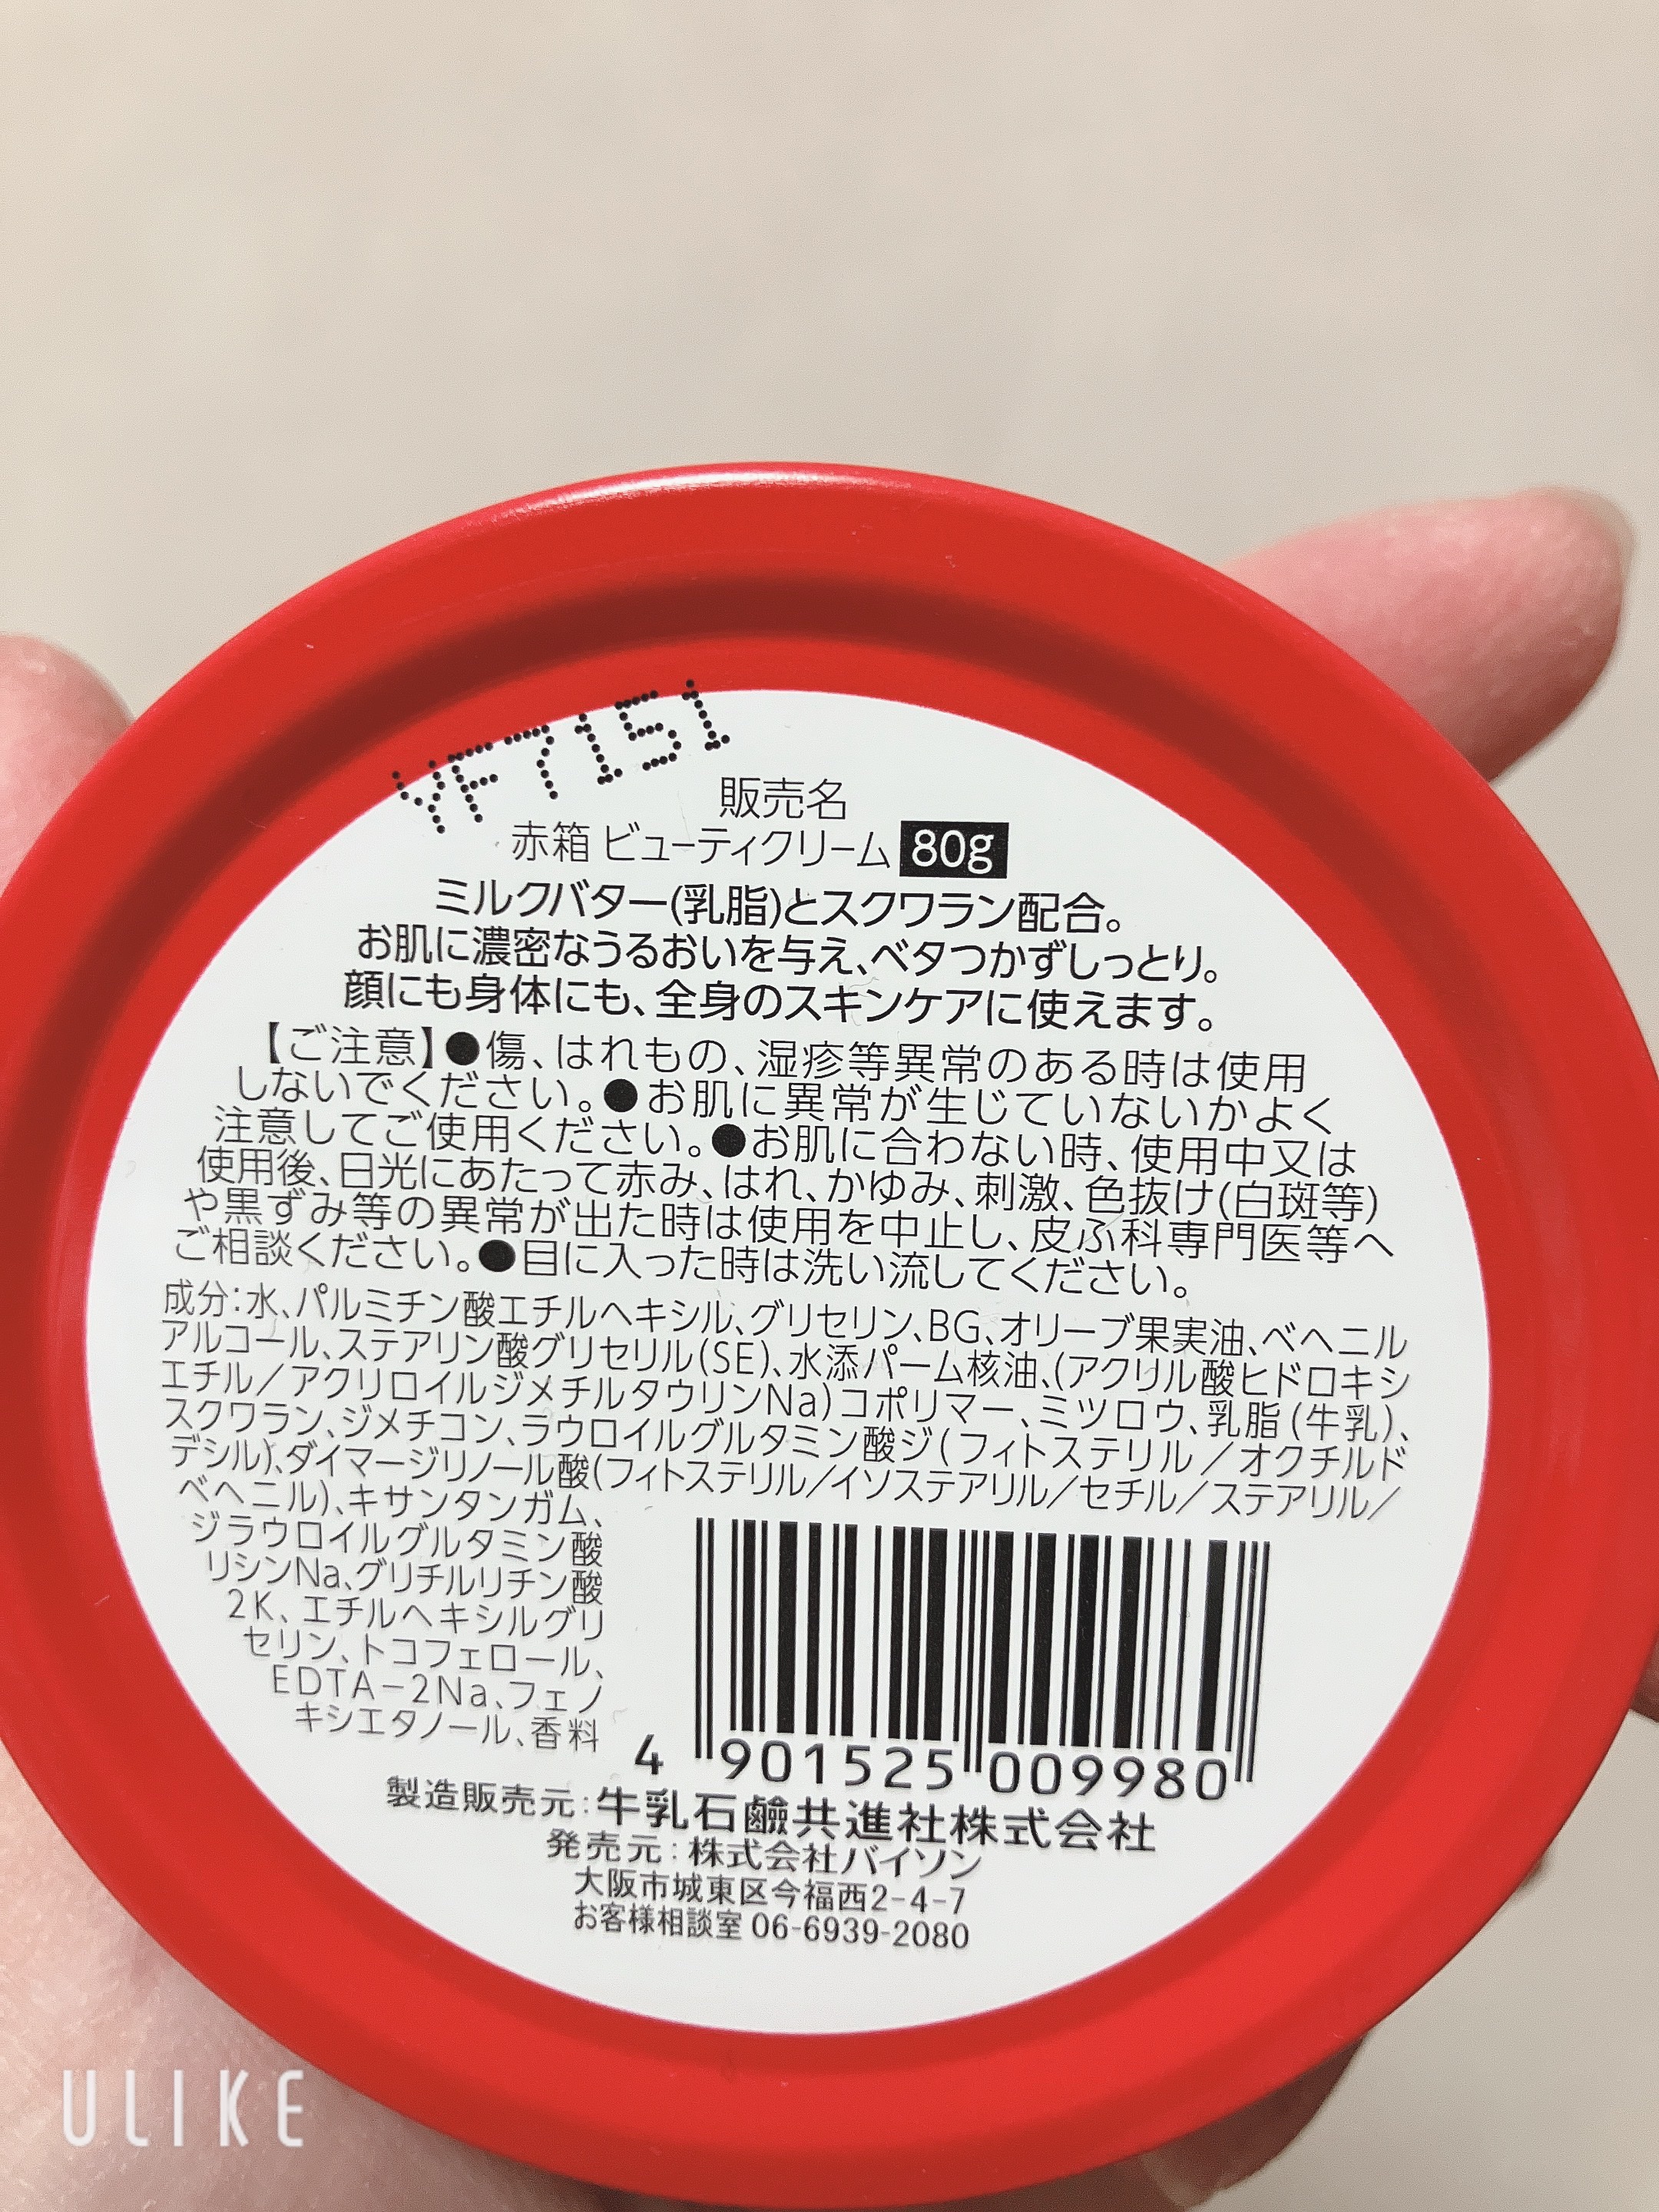 YF7151
販売名
赤箱 ビューティクリーム 80g
ミルクバター(乳脂)とスクワラン配合。
お肌に濃密なうるおいを与え、ベタつかずしっとり。
顔にも身体にも、全身のスキンケアに使えます。
【ご注意】●傷、はれもの、湿疹等異常のある時は使用
しないでください。●お肌に異常が生じていないかよく
注意してご使用ください。●お肌に合わない時、使用中又は
使用後、日光にあたって赤み、はれ、かゆみ、刺激、色抜け(白斑等)
や黒ずみ等の異常が出た時は使用を中止し、皮ふ科専門医等へ
ご相談ください。●目に入った時は洗い流してください。
成分:水、パルミチン酸エチルヘキシル、グリセリン、BG、オリーブ果実油、ベヘニル
アルコール、ステアリン酸グリセリル(SE)、水添パーム核油、(アクリル酸ヒドロキシ
エチル/アクリロイルジメチルタウリンNa)コポリマー、ミツロウ、乳脂(牛乳)、
スクワラン、ジメチコン、ラウロイルグルタミン酸ジ(フィトステリル/オクチルド
デシル)、ダイマージリノール酸(フィトステリル/イソステアリル/セチル/ステアリル/
ベヘニル)、キサンタンガム、
ジラウロイルグルタミン酸
リシンNa、グリチルリチン酸
2K、エチルヘキシルグリ
セリン、トコフェロール、
EDTA-2Na、フェノ
キシエタノール、香料
4 901525 009980
製造販売元:牛乳石鹼共進社株式会社
発売元:株式会社バイソン
大阪市城東区今福西2-4-7
お客様相談室 06-6939-2080
ULIKE